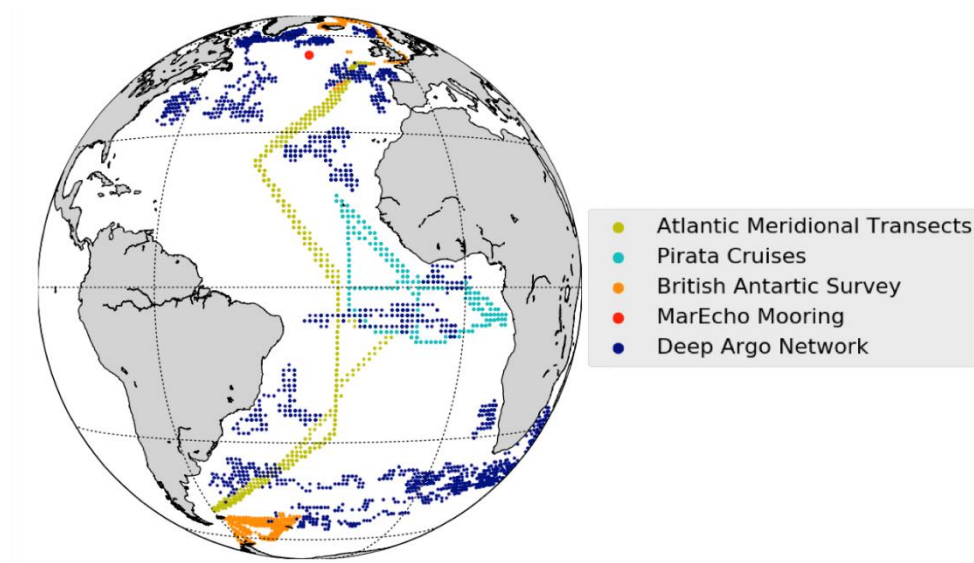 Atlantic Meridional Transects
Pirata Cruises
British Antartic Survey
MarEcho Mooring
Deep Argo Network